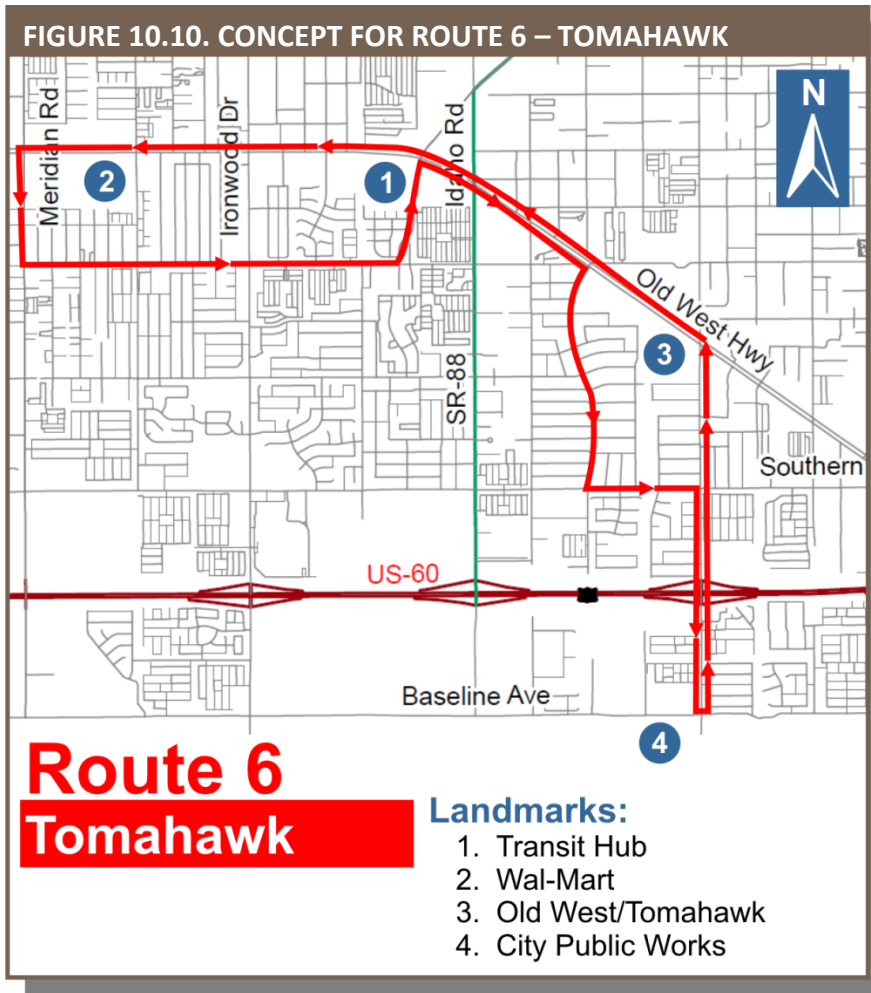 FIGURE 10.10. CONCEPT FOR ROUTE 6 – TOMAHAWK
N
Meridian Rd
Ironwood Dr
Idaho Rd
1
2
Old West Hwy
3
SR-88
Southern
US-60
Baseline Ave
4
Route 6
Tomahawk
Landmarks:
1. Transit Hub
2. Wal-Mart
3. Old West/Tomahawk
4. City Public Works